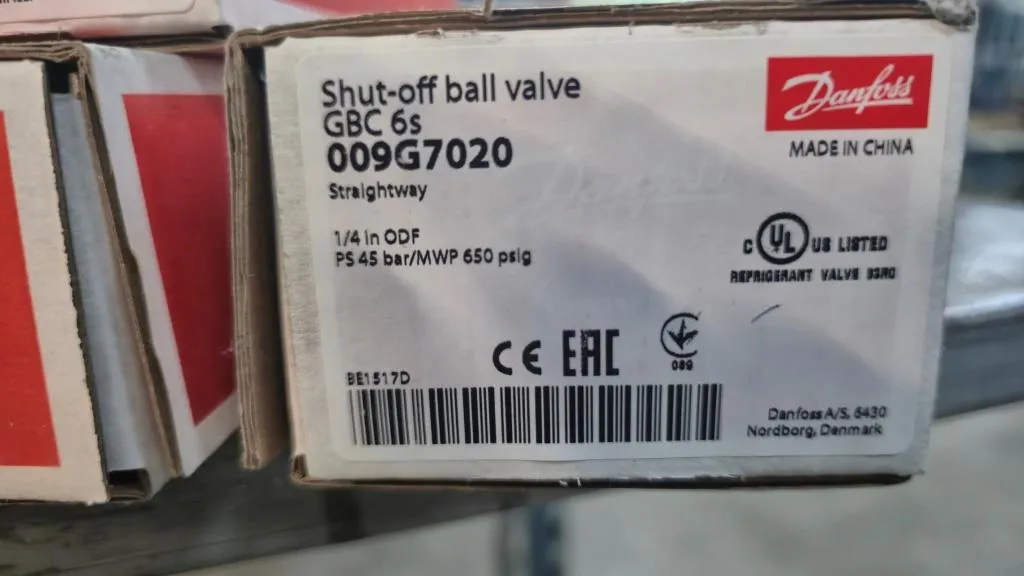 Shut-off ball valve
GBC 6s
009G7020
Straightway
1/4 in ODF
PS 45 bar/MWP 650 psig
Danfoss
MADE IN CHINA
C UL US LISTED
REFRIGERANT VALVE
CE EAC
089
BE1517D
Danfoss A/S, 6430
Nordborg, Denmark